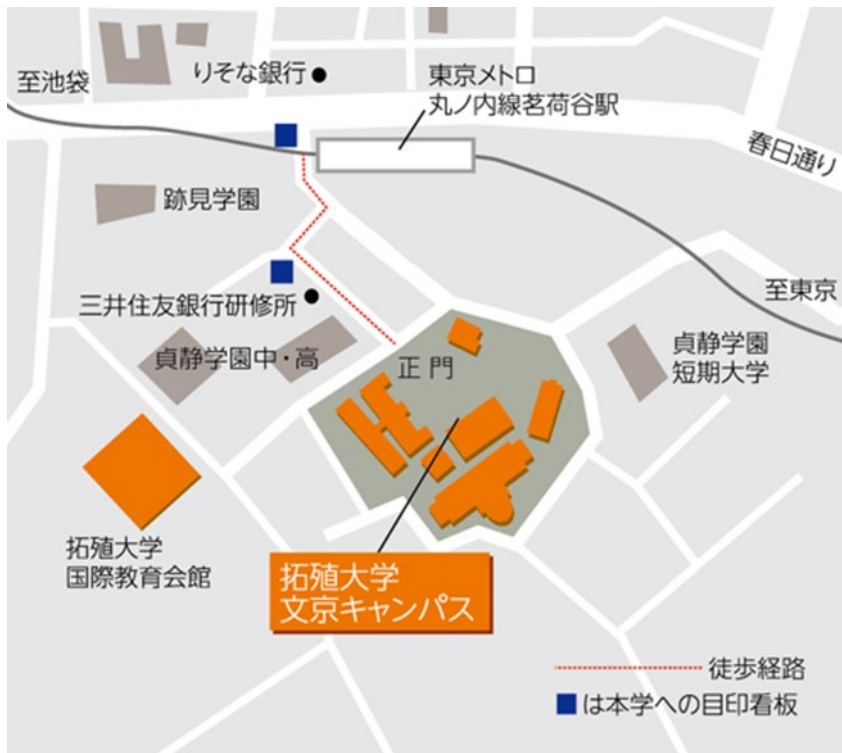 至池袋
りそな銀行
東京メトロ
丸ノ内線茗荷谷駅
春日通り
跡見学園
三井住友銀行研修所
至東京
貞静学園中・高
正門
貞静学園
短期大学
拓殖大学
国際教育会館
拓殖大学
文京キャンパス
徒歩経路
は本学への目印看板